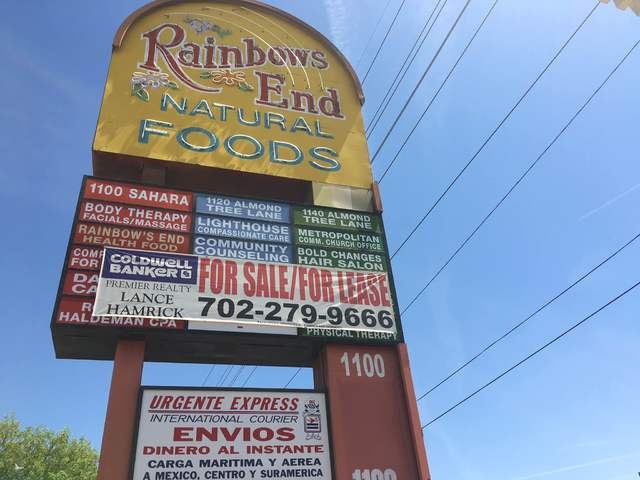 Rainbows
End
NATURAL
FOODS
1100 SAHARA
BODY THERAPY
FACIALS/MASSAGE
RAINBOW'S END
HEALTH FOOD
1120 ALMOND
TREE LANE
LIGHTHOUSE
COMPASSIONATE CARE
COMMUNITY
COUNSELING
1140 ALMOND
TREE LANE
METROPOLITAN
COMM. CHURCH OFFICE
BOLD CHANGES
HAIR SALON
COLDWELL
BANKER
PREMIER REALTY
LANCE
HAMRICK
FOR SALE/FOR LEASE
702-279-9666
HALDEMAN CPA
PHYSICAL THERAPY
1100
URGENTE EXPRESS
INTERNATIONAL COURIER
ENVIOS
DINERO AL INSTANTE
CARGA MARITIMA Y AEREA
A MEXICO, CENTRO Y SURAMERICA
1100